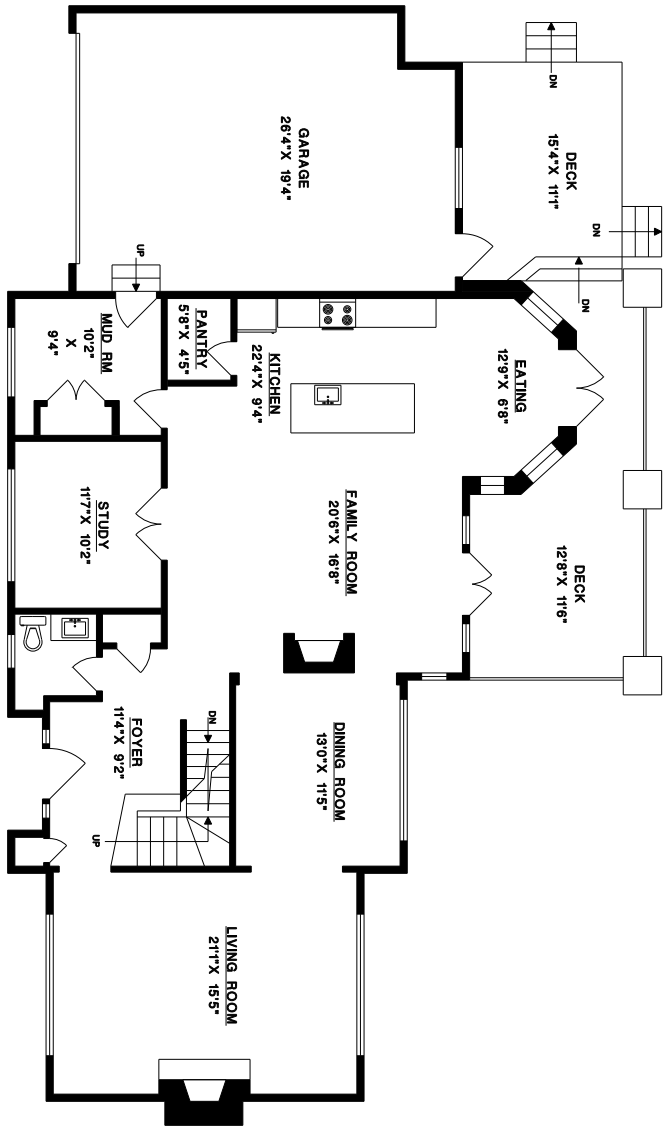 DECK
15'4"X 11'1"
DN
DN
DN
GARAGE
26'4"X 19'4"
UP
MUD RM
10'2"
X
9'4"
PANTRY
5'8"X 4'5"
KITCHEN
22'4"X 9'4"
EATING
12'9"X 6'8"
STUDY
11'7"X 10'2"
FAMILY ROOM
20'6"X 16'8"
DECK
12'8"X 11'6"
FOYER
11'4"X 9'2"
DN
UP
DINING ROOM
13'0"X 11'5"
LIVING ROOM
21'1"X 15'5"